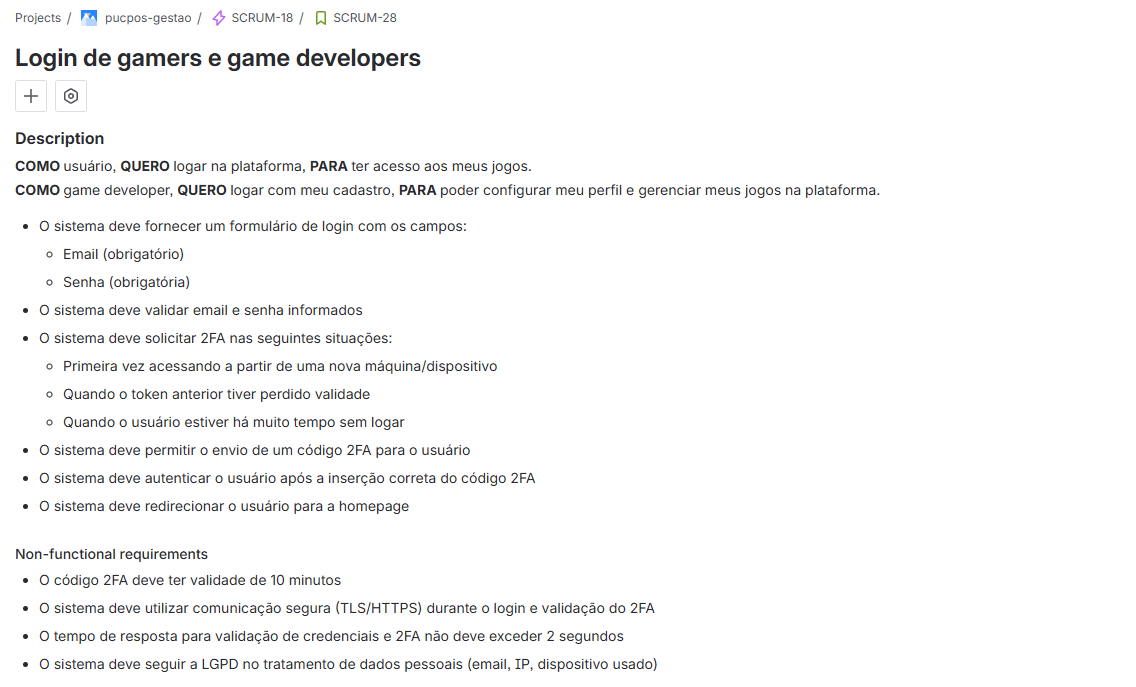 Projects / pucpos-gestao / SCRUM-18 / SCRUM-28
Login de gamers e game developers
Description
COMO usuário, QUERO logar na plataforma, PARA ter acesso aos meus jogos.
COMO game developer, QUERO logar com meu cadastro, PARA poder configurar meu perfil e gerenciar meus jogos na plataforma.
O sistema deve fornecer um formulário de login com os campos:
Email (obrigatório)
Senha (obrigatória)
O sistema deve validar email e senha informados
O sistema deve solicitar 2FA nas seguintes situações:
Primeira vez acessando a partir de uma nova máquina/dispositivo
Quando o token anterior tiver perdido validade
Quando o usuário estiver há muito tempo sem logar
O sistema deve permitir o envio de um código 2FA para o usuário
O sistema deve autenticar o usuário após a inserção correta do código 2FA
O sistema deve redirecionar o usuário para a homepage
Non-functional requirements
O código 2FA deve ter validade de 10 minutos
O sistema deve utilizar comunicação segura (TLS/HTTPS) durante o login e validação do 2FA
O tempo de resposta para validação de credenciais e 2FA não deve exceder 2 segundos
O sistema deve seguir a LGPD no tratamento de dados pessoais (email, IP, dispositivo usado)